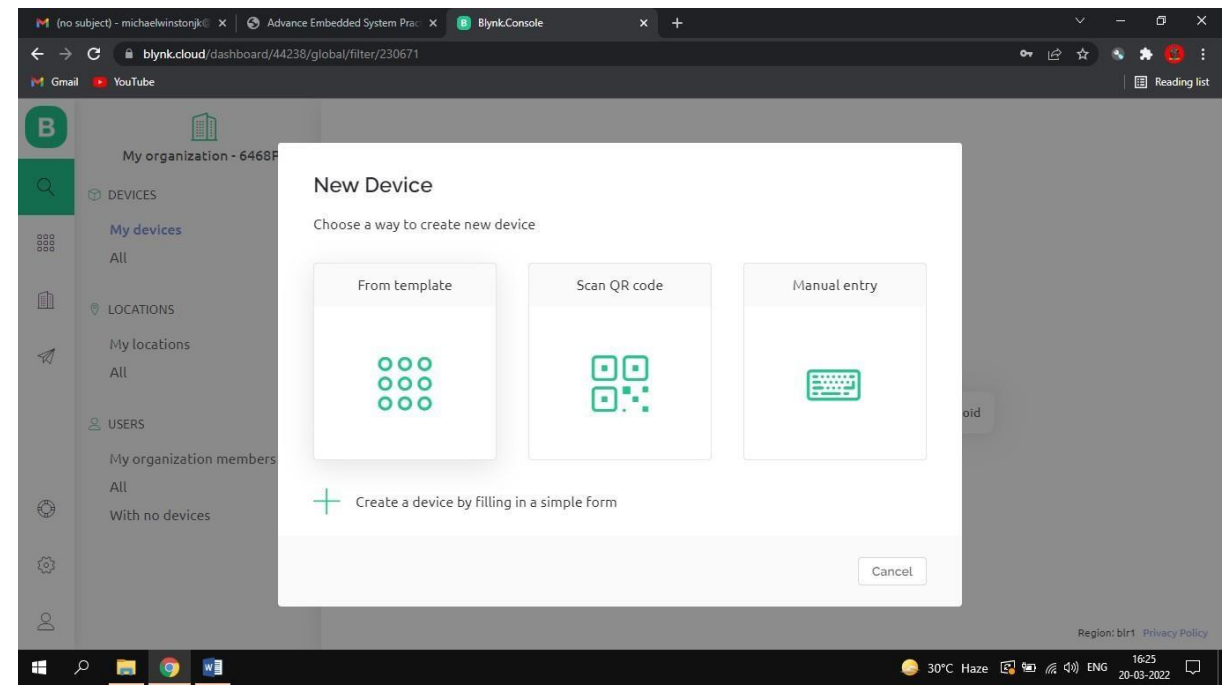 (no subject) - michaelwinstonjk
Advance Embedded System Prac
Blynk.Console
blynk.cloud/dashboard/44238/global/filter/230671
Gmail
YouTube
Reading list
B
My organization - 6468P
DEVICES
My devices
All
LOCATIONS
My locations
All
USERS
My organization members
All
With no devices
New Device
Choose a way to create new device
From template
Scan QR code
Manual entry
Create a device by filling in a simple form
Cancel
oid
Region: blr1 Privacy Policy
30°C Haze
ENG
16:25
20-03-2022